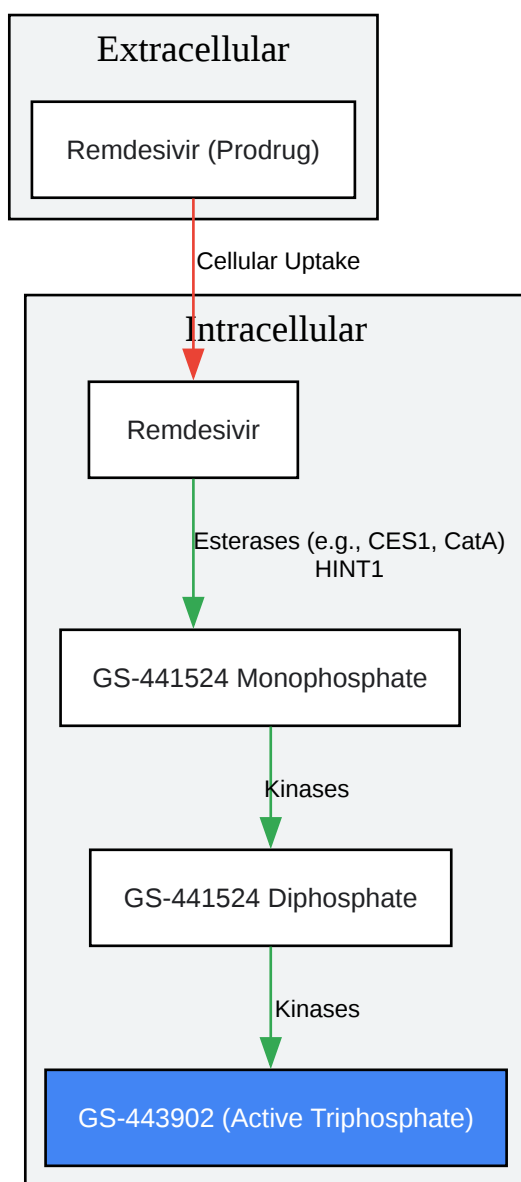 Extracellular
Remdesivir (Prodrug)
Cellular Uptake
Intracellular
Remdesivir
Esterases (e.g., CES1, CatA)
HINT1
GS-441524 Monophosphate
Kinases
GS-441524 Diphosphate
Kinases
GS-443902 (Active Triphosphate)